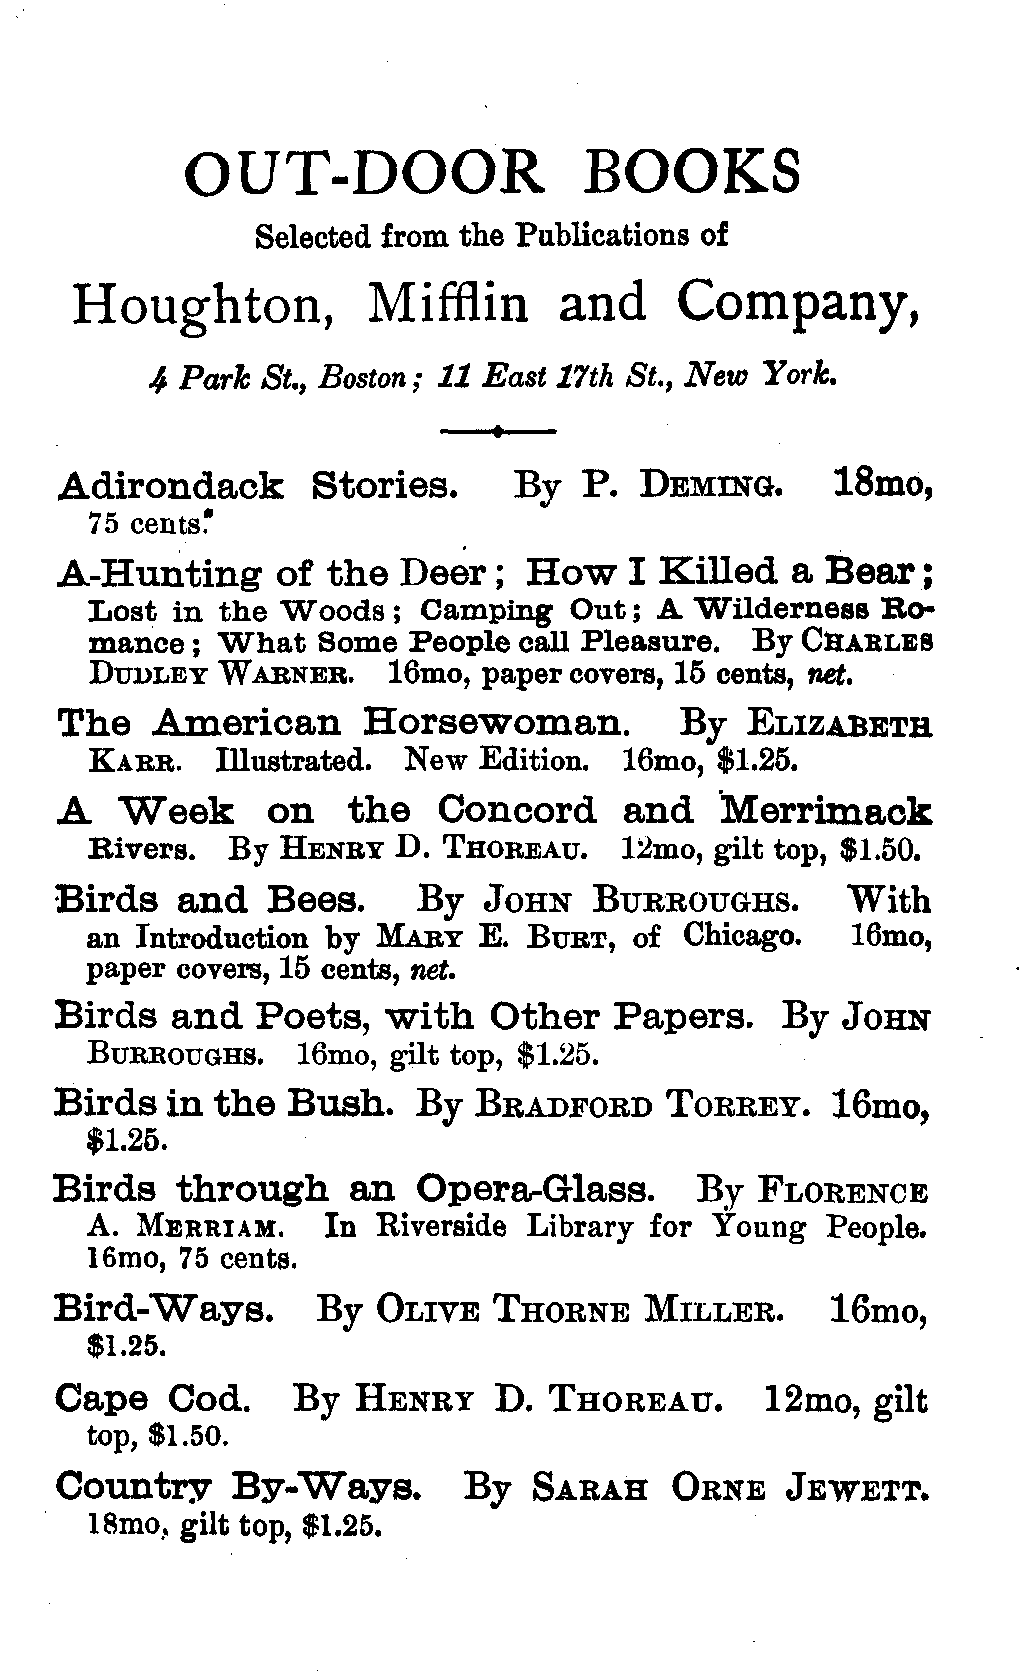 OUT-DOOR BOOKS
Selected from the Publications of
Houghton, Mifflin and Company,
4 Park St., Boston; 11 East 17th St., New York.
Adirondack Stories. By P. DEMING. 18mo,
75 cents.
A-Hunting of the Deer; How I Killed a Bear;
Lost in the Woods; Camping Out; A Wilderness Ro-
mance; What Some People call Pleasure. By CHARLES
DUDLEY WARNER. 16mo, paper covers, 15 cents, net.
The American Horsewoman. By ELIZABETH
KARR. Illustrated. New Edition. 16mo, $1.25.
A Week on the Concord and Merrimack
Rivers. By HENRY D. THOREAU. 12mo, gilt top, $1.50.
Birds and Bees. By JOHN BURROUGHS. With
an Introduction by MARY E. BURT, of Chicago. 16mo,
paper covers, 15 cents, net.
Birds and Poets, with Other Papers. By JOHN
BURROUGHS. 16mo, gilt top, $1.25.
Birds in the Bush. By BRADFORD TORREY. 16mo,
$1.25.
Birds through an Opera-Glass. By FLORENCE
A. MERRIAM. In Riverside Library for Young People.
16mo, 75 cents.
Bird-Ways. By OLIVE THORNE MILLER. 16mo,
$1.25.
Cape Cod. By HENRY D. THOREAU. 12mo, gilt
top, $1.50.
Country By-Ways. By SARAH ORNE JEWETT.
18mo, gilt top, $1.25.